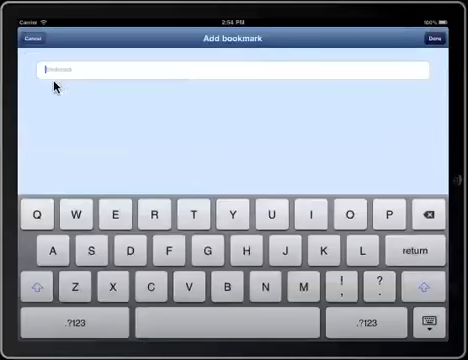 Carrier 2:54 PM 100%
Cancel Add bookmark Done
Bookmark
Q W E R T Y U I O P
A S D F G H J K L return
Z X C V B N M ! , ? .
.?123 .?123